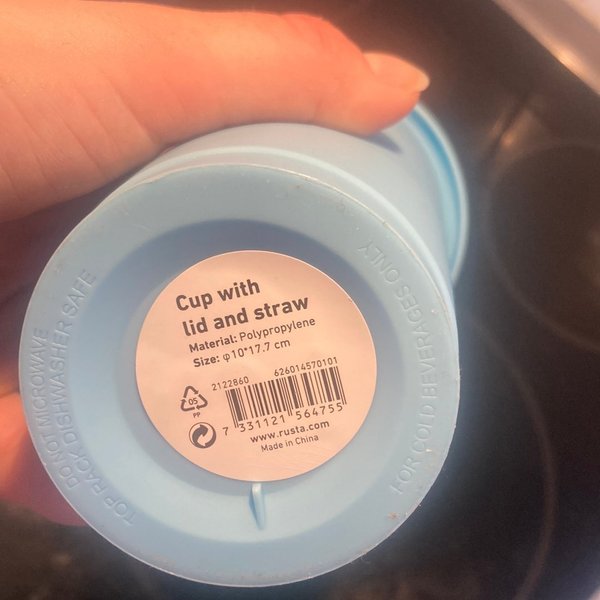 Cup with
lid and straw
Material: Polypropylene
Size: φ10*17.7 cm
2122860 626014570101
05
PP
7 331121 564755
www.rusta.com
Made in China
DO NOT MICROWAVE
TOP RACK DISHWASHER SAFE
FOR COLD BEVERAGES ONLY